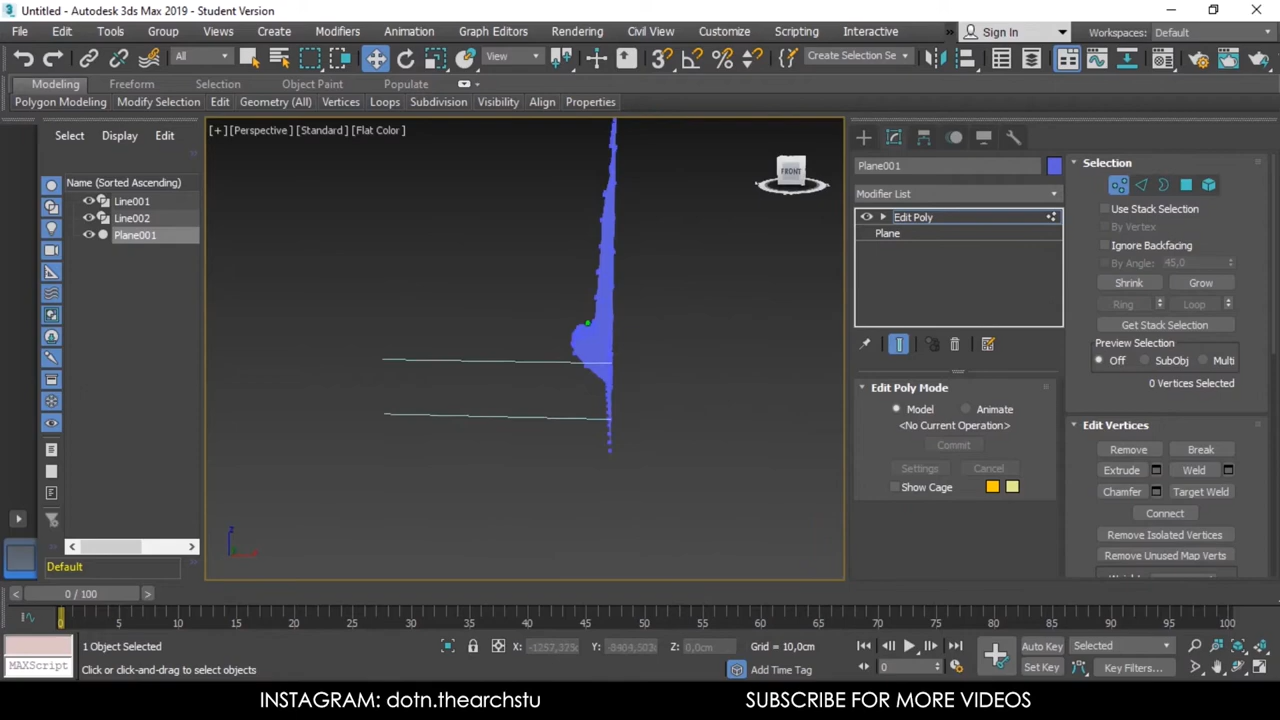 Untitled - Autodesk 3ds Max 2019 - Student Version
File Edit Tools Group Views Create Modifiers Animation Graph Editors Rendering Civil View Customize Scripting Interactive Sign In Workspaces: Default
All View Create Selection Se
Modeling Freeform Selection Object Paint Populate
Polygon Modeling Modify Selection Edit Geometry (All) Vertices Loops Subdivision Visibility Align Properties
Select Display Edit
Name (Sorted Ascending)
Line001
Line002
Plane001
Default
[+] [Perspective] [Standard] [Flat Color]
FRONT
z
Plane001
Modifier List
Edit Poly
Plane
Edit Poly Mode
Model Animate
<No Current Operation>
Commit
Settings Cancel
Show Cage
Selection
Use Stack Selection
By Vertex
Ignore Backfacing
By Angle: 45,0
Shrink Grow
Ring Loop
Get Stack Selection
Preview Selection
Off SubObj Multi
0 Vertices Selected
Edit Vertices
Remove Break
Extrude Weld
Chamfer Target Weld
Connect
Remove Isolated Vertices
Remove Unused Map Verts
< 0 / 100 >
0 5 10 15 20 25 30 35 40 45 50 55 60 65 70 75 80 85 90 95 100
1 Object Selected X: -1257,375c Y: -8404,503c Z: 0,0cm Grid = 10,0cm Auto Key Selected
MAXScript Click or click-and-drag to select objects Add Time Tag 0 Set Key Key Filters...
INSTAGRAM: dotn.thearchstu SUBSCRIBE FOR MORE VIDEOS